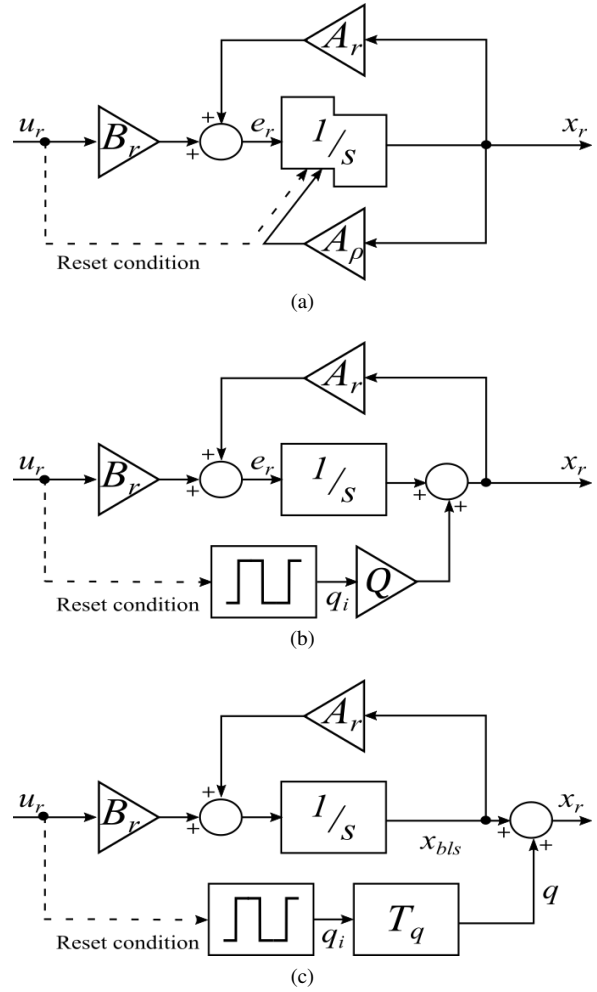 A_r
u_r
B_r
+
+
e_r
1/s
x_r
A_ρ
Reset condition
(a)
A_r
u_r
B_r
+
+
e_r
1/s
+
+
x_r
Reset condition
q_i
Q
(b)
A_r
u_r
B_r
+
+
1/s
x_bls
+
+
x_r
Reset condition
q_i
T_q
q
(c)